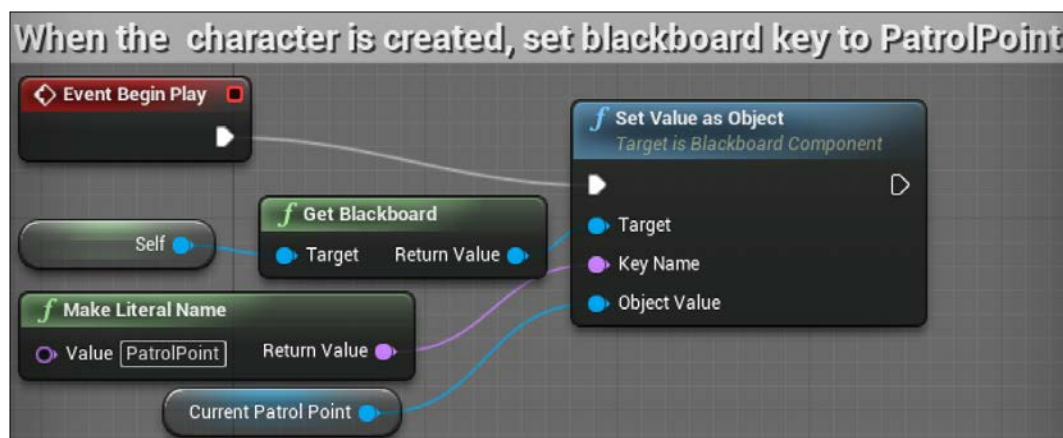 When the character is created, set blackboard key to PatrolPoint
Event Begin Play
Set Value as Object
Target is Blackboard Component
Get Blackboard
Self
Target
Return Value
Target
Key Name
Make Literal Name
Object Value
Value
PatrolPoint
Return Value
Current Patrol Point